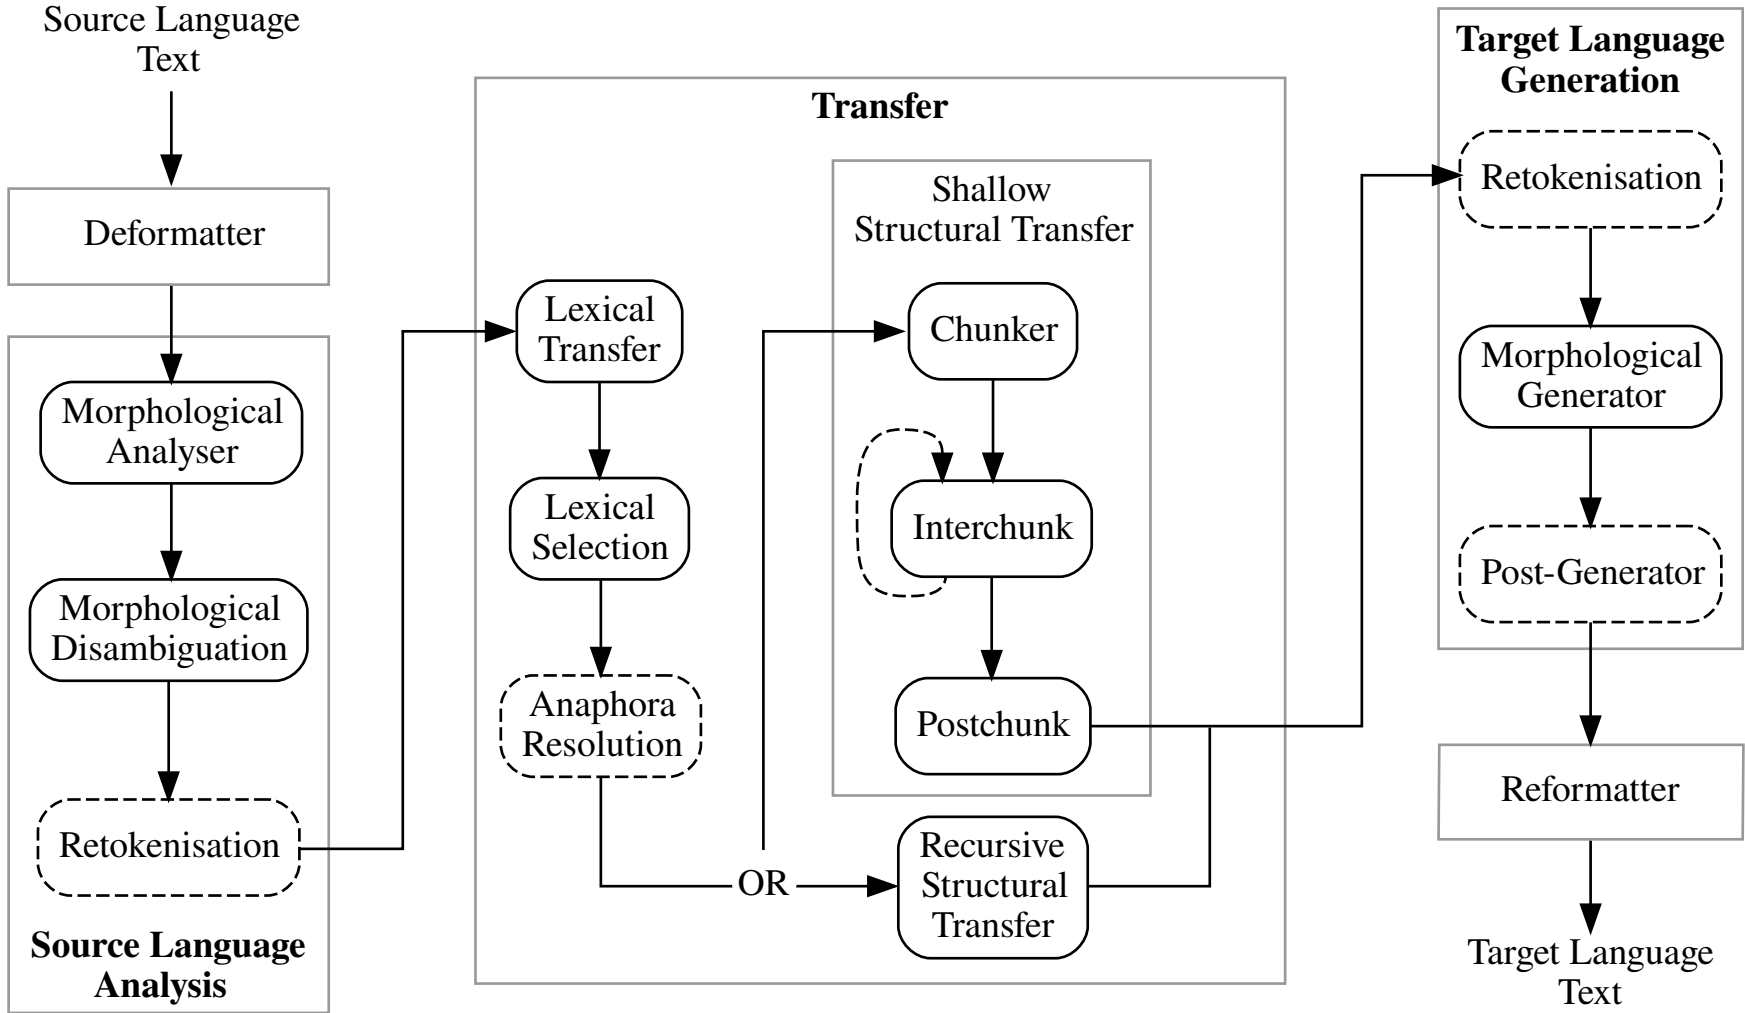 Source Language
Text
Deformatter
Morphological
Analyser
Morphological
Disambiguation
Retokenisation
Source Language
Analysis
Transfer
Lexical
Transfer
Lexical
Selection
Anaphora
Resolution
OR
Shallow
Structural Transfer
Chunker
Interchunk
Postchunk
Recursive
Structural
Transfer
Target Language
Generation
Retokenisation
Morphological
Generator
Post-Generator
Reformatter
Target Language
Text